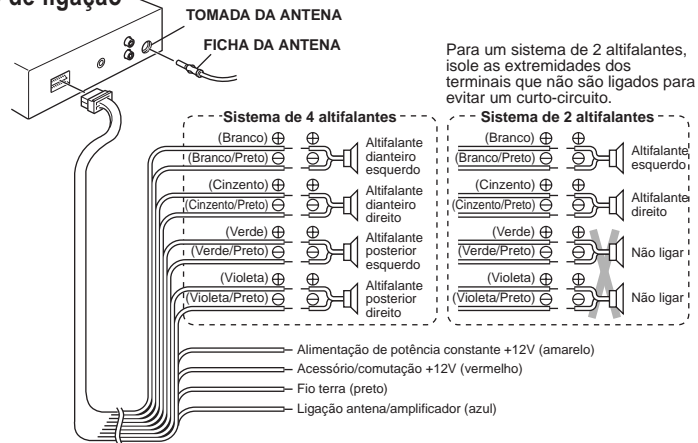 de ligação
TOMADA DA ANTENA
FICHA DA ANTENA
Para um sistema de 2 altifalantes,
isole as extremidades dos
terminais que não são ligados para
evitar um curto-circuito.
Sistema de 4 altifalantes
(Branco) ⊕ ⊕
(Branco/Preto) ⊖ ⊖
Altifalante
dianteiro
esquerdo
(Cinzento) ⊕ ⊕
(Cinzento/Preto) ⊖ ⊖
Altifalante
dianteiro
direito
(Verde) ⊕ ⊕
(Verde/Preto) ⊖ ⊖
Altifalante
posterior
esquerdo
(Violeta) ⊕ ⊕
(Violeta/Preto) ⊖ ⊖
Altifalante
posterior
direito
Sistema de 2 altifalantes
(Branco) ⊕ ⊕
(Branco/Preto) ⊖ ⊖
Altifalante
esquerdo
(Cinzento) ⊕ ⊕
(Cinzento/Preto) ⊖ ⊖
Altifalante
direito
(Verde) ⊕ ⊕
(Verde/Preto) ⊖ ⊖
Não ligar
(Violeta) ⊕ ⊕
(Violeta/Preto) ⊖ ⊖
Não ligar
Alimentação de potência constante +12V (amarelo)
Acessório/comutação +12V (vermelho)
Fio terra (preto)
Ligação antena/amplificador (azul)